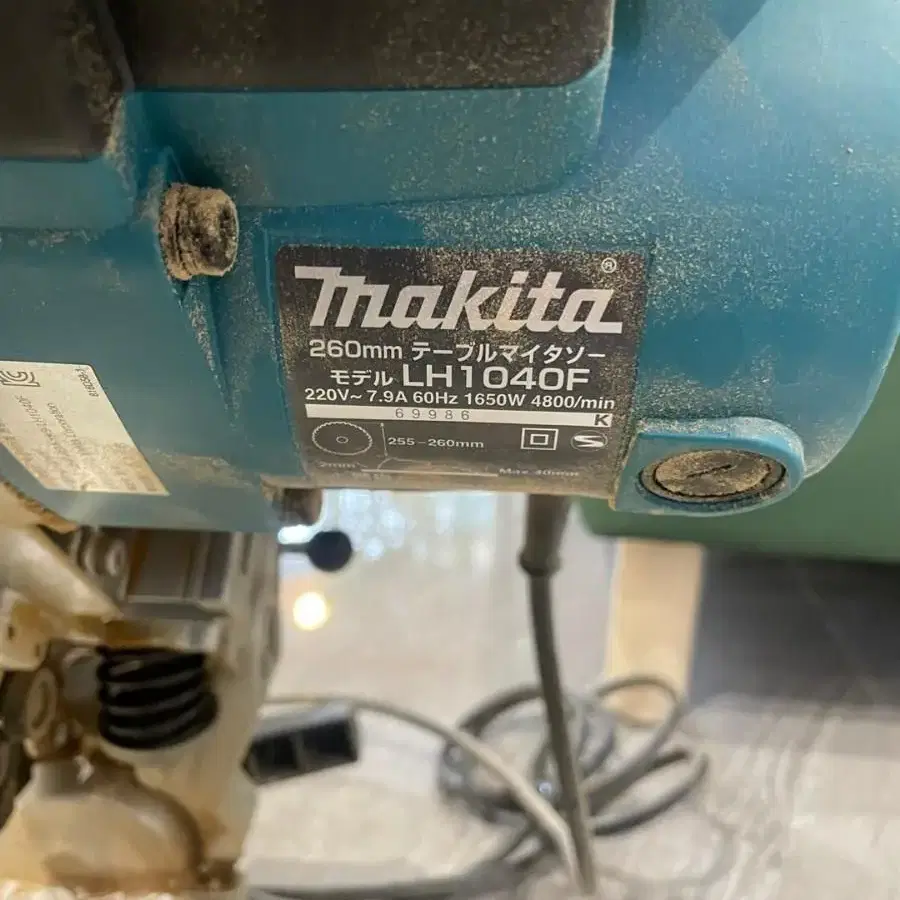 makita®
260mm テーブルマイタソー
モデル LH1040F
220V~ 7.9A 60Hz 1650W 4800/min
69986 K
255-260mm
2mm Max 40mm